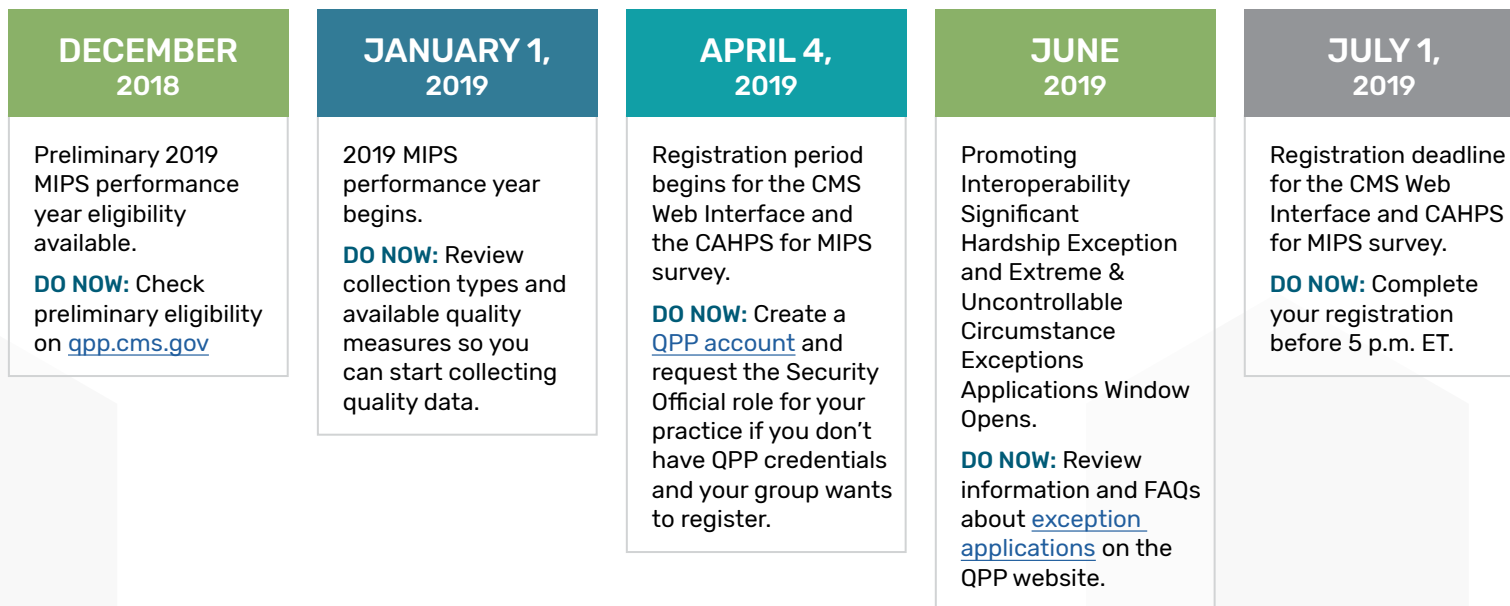 DECEMBER
2018
Preliminary 2019
MIPS performance
year eligibility
available.
DO NOW: Check
preliminary eligibility
on qpp.cms.gov
JANUARY 1,
2019
2019 MIPS
performance year
begins.
DO NOW: Review
collection types and
available quality
measures so you
can start collecting
quality data.
APRIL 4,
2019
Registration period
begins for the CMS
Web Interface and
the CAHPS for MIPS
survey.
DO NOW: Create a
QPP account and
request the Security
Official role for your
practice if you don’t
have QPP credentials
and your group wants
to register.
JUNE
2019
Promoting
Interoperability
Significant
Hardship Exception
and Extreme &
Uncontrollable
Circumstance
Exceptions
Applications Window
Opens.
DO NOW: Review
information and FAQs
about exception
applications on the
QPP website.
JULY 1,
2019
Registration deadline
for the CMS Web
Interface and CAHPS
for MIPS survey.
DO NOW: Complete
your registration
before 5 p.m. ET.